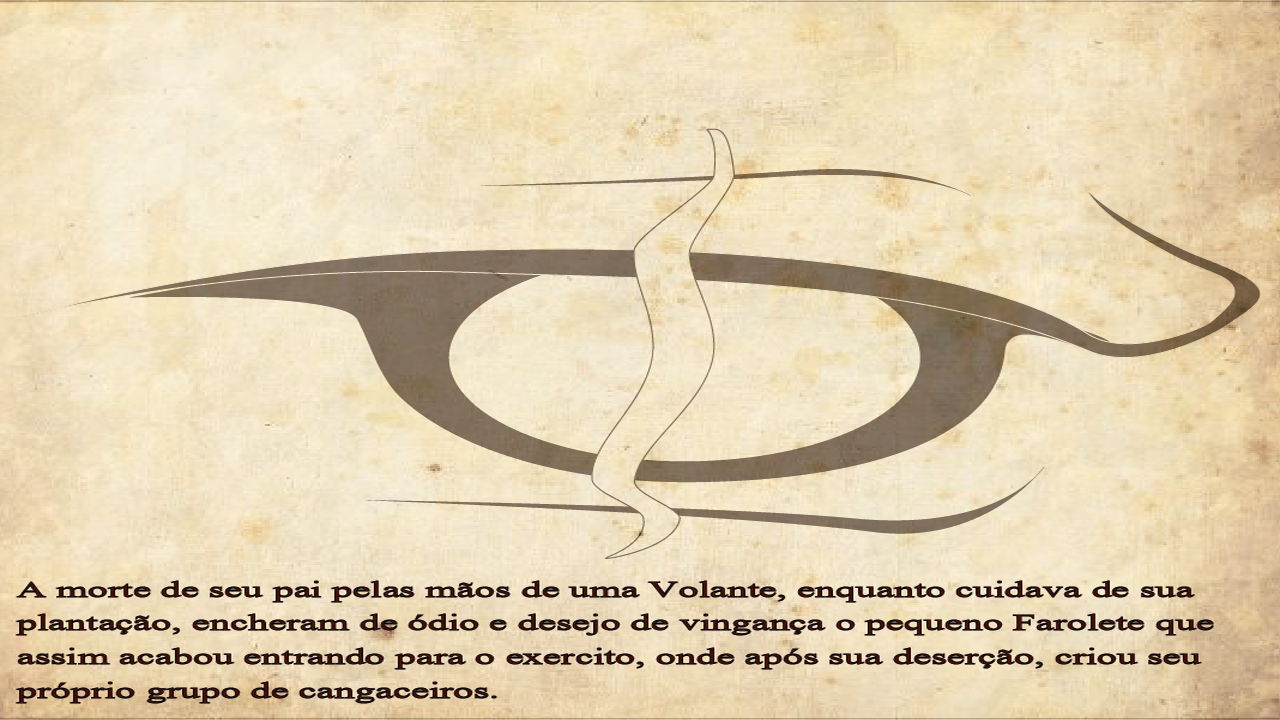 A morte de seu pai pelas mãos de uma Volante, enquanto cuidava de sua
plantação, encheram de ódio e desejo de vingança o pequeno Farolete que
assim acabou entrando para o exercito, onde após sua deserção, criou seu
próprio grupo de cangaceiros.